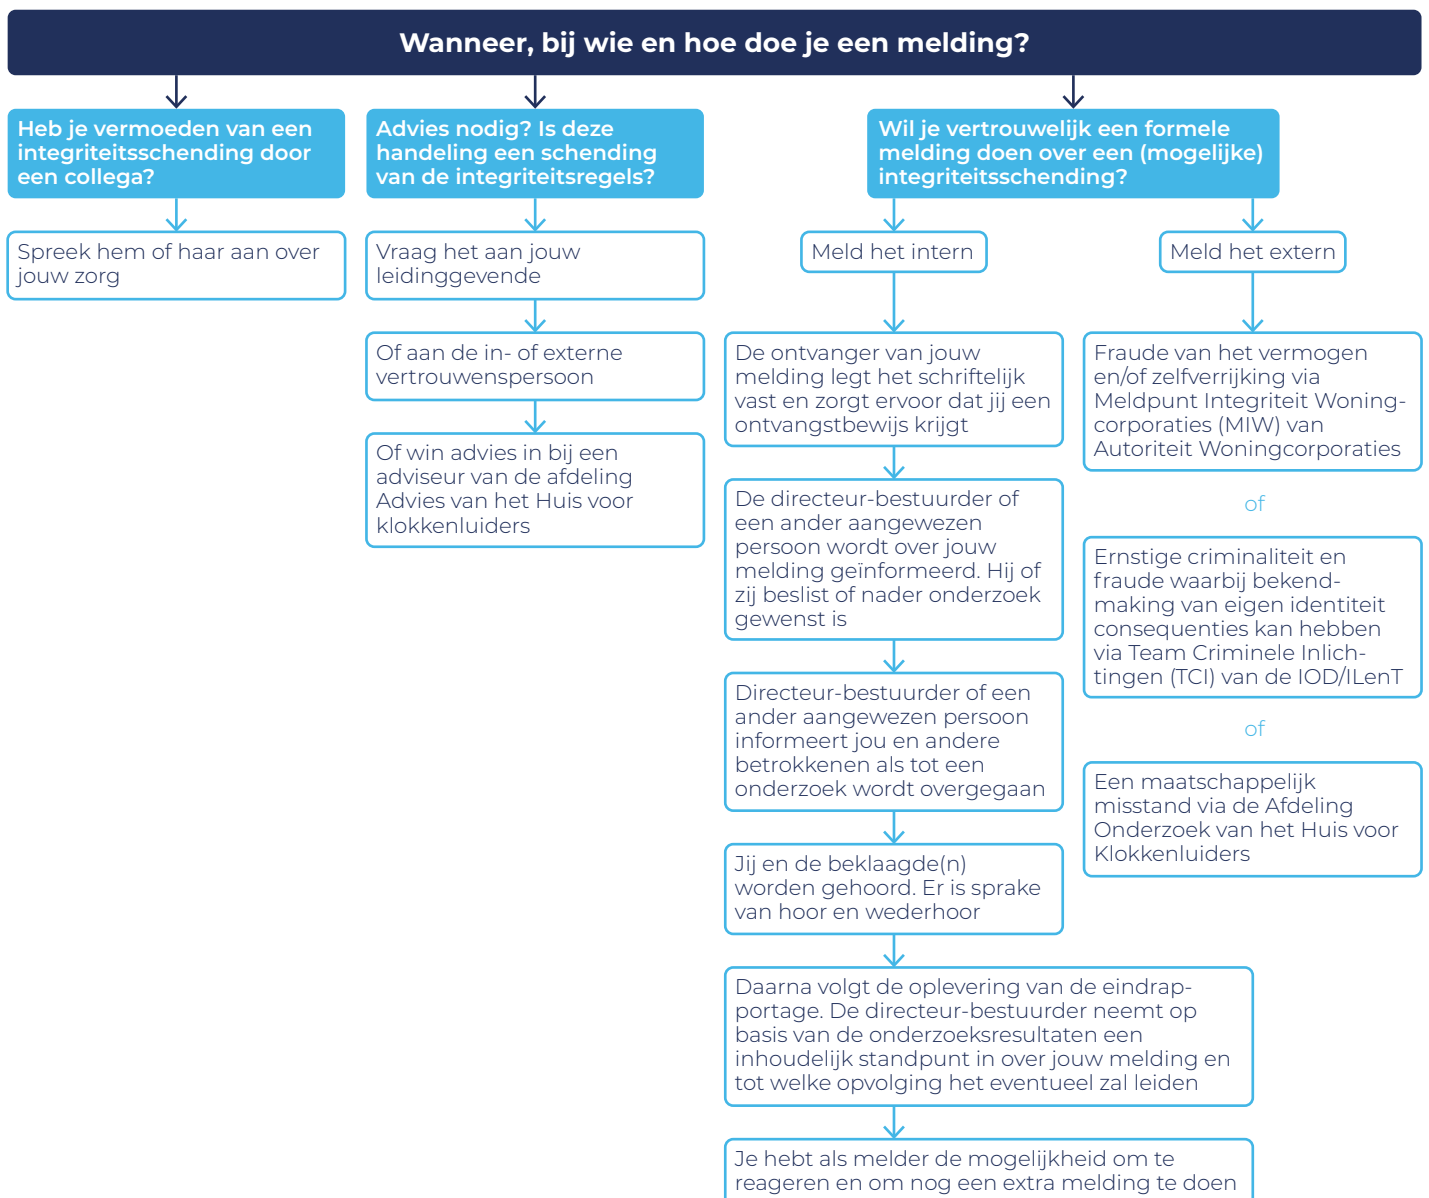 Wanneer, bij wie en hoe doe je een melding?
Heb je vermoeden van een
integriteitsschending door
een collega?
Spreek hem of haar aan over
jouw zorg
Advies nodig? Is deze
handeling een schending
van de integriteitsregels?
Vraag het aan jouw
leidinggevende
Of aan de in- of externe
vertrouwenspersoon
Of win advies in bij een
adviseur van de afdeling
Advies van het Huis voor
klokkenluiders
Wil je vertrouwelijk een formele
melding doen over een (mogelijke)
integriteitsschending?
Meld het intern
De ontvanger van jouw
melding legt het schriftelijk
vast en zorgt ervoor dat jij een
ontvangstbewijs krijgt
De directeur-bestuurder of
een ander aangewezen
persoon wordt over jouw
melding geïnformeerd. Hij of
zij beslist of nader onderzoek
gewenst is
Directeur-bestuurder of een
ander aangewezen persoon
informeert jou en andere
betrokkenen als tot een
onderzoek wordt overgegaan
Jij en de beklaagde(n)
worden gehoord. Er is sprake
van hoor en wederhoor
Daarna volgt de oplevering van de eindrap-
portage. De directeur-bestuurder neemt op
basis van de onderzoeksresultaten een
inhoudelijk standpunt in over jouw melding en
tot welke opvolging het eventueel zal leiden
Je hebt als melder de mogelijkheid om te
reageren en om nog een extra melding te doen
Meld het extern
Fraude van het vermogen
en/of zelfverrijking via
Meldpunt Integriteit Woning-
corporaties (MIW) van
Autoriteit Woningcorporaties
of
Ernstige criminaliteit en
fraude waarbij bekend-
making van eigen identiteit
consequenties kan hebben
via Team Criminele Inlich-
tingen (TCI) van de IOD/ILenT
of
Een maatschappelijk
misstand via de Afdeling
Onderzoek van het Huis voor
Klokkenluiders